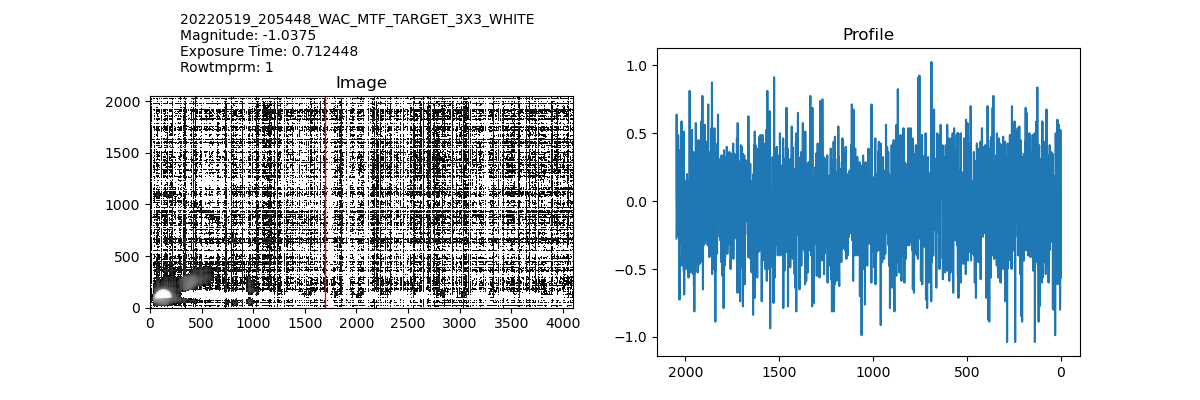 20220519_205448_WAC_MTF_TARGET_3X3_WHITE
Magnitude: -1.0375
Exposure Time: 0.712448
Rowtmprm: 1
Image
2000
1500
1000
500
0
0 500 1000 1500 2000 2500 3000 3500 4000
Profile
1.0
0.5
0.0
−0.5
−1.0
2000 1500 1000 500 0